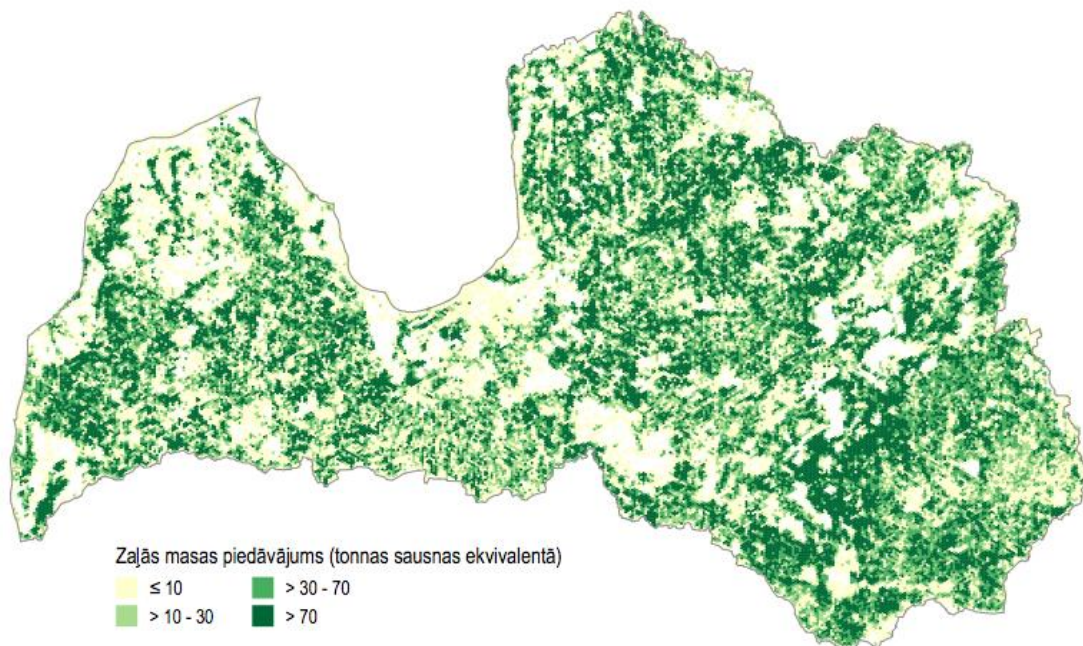 Zaļās masas piedāvājums (tonnas sausnas ekvivalentā)
≤ 10
> 30 - 70
> 10 - 30
> 70